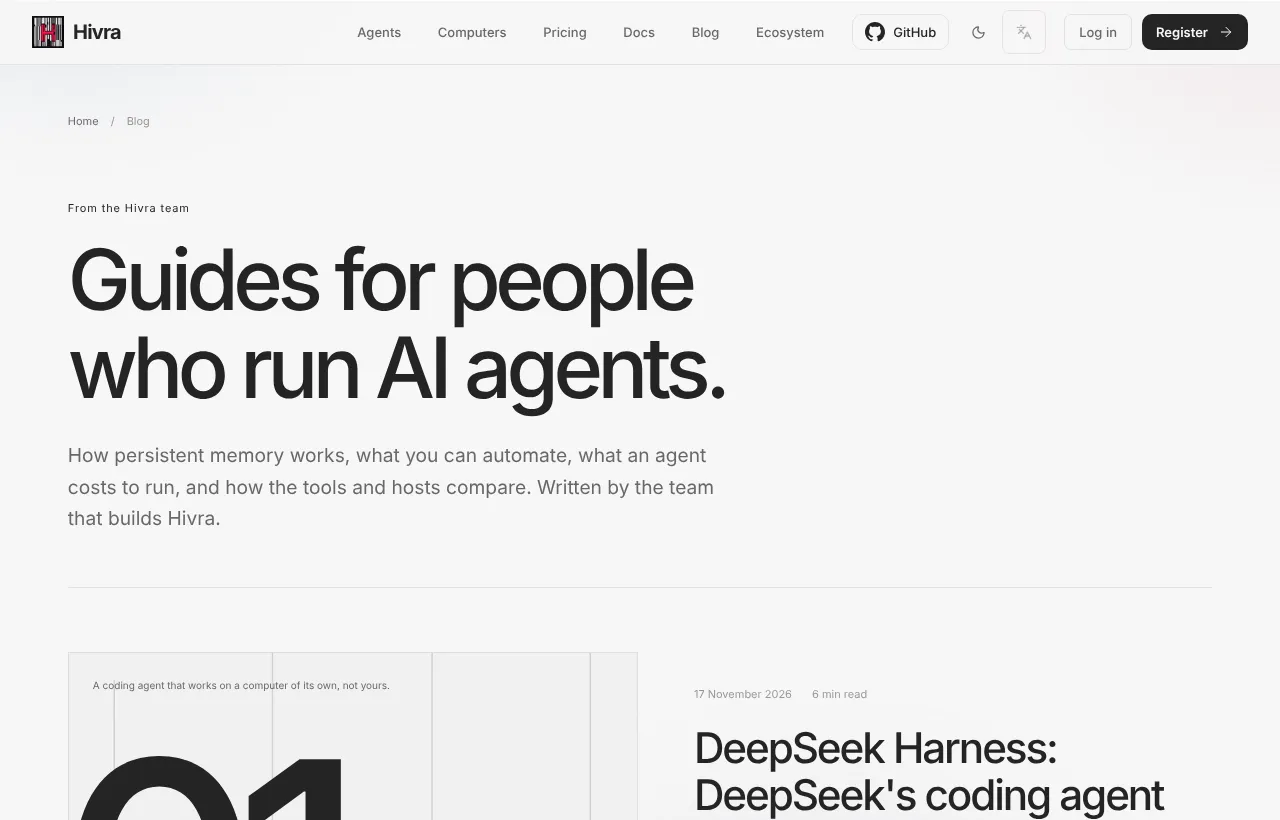 Hivra
Agents
Computers
Pricing
Docs
Blog
Ecosystem
GitHub
Log in
Register
Home / Blog
From the Hivra team
Guides for people
who run AI agents.
How persistent memory works, what you can automate, what an agent
costs to run, and how the tools and hosts compare. Written by the team
that builds Hivra.
A coding agent that works on a computer of its own, not yours.
01
17 November 2026 6 min read
DeepSeek Harness:
DeepSeek's coding agent